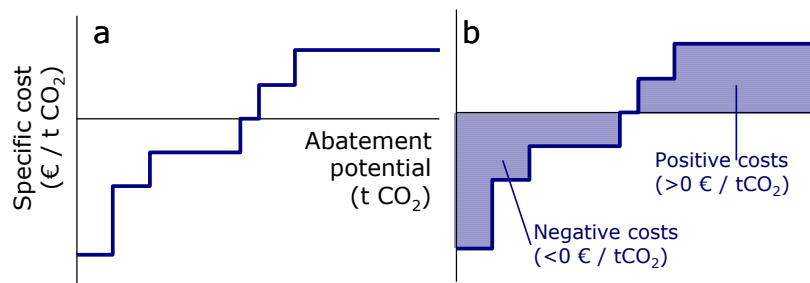 a
Specific cost
(€ / t CO₂)
Abatement
potential
(t CO₂)
b
Positive costs
(>0 € / tCO₂)
Negative costs
(<0 € / tCO₂)